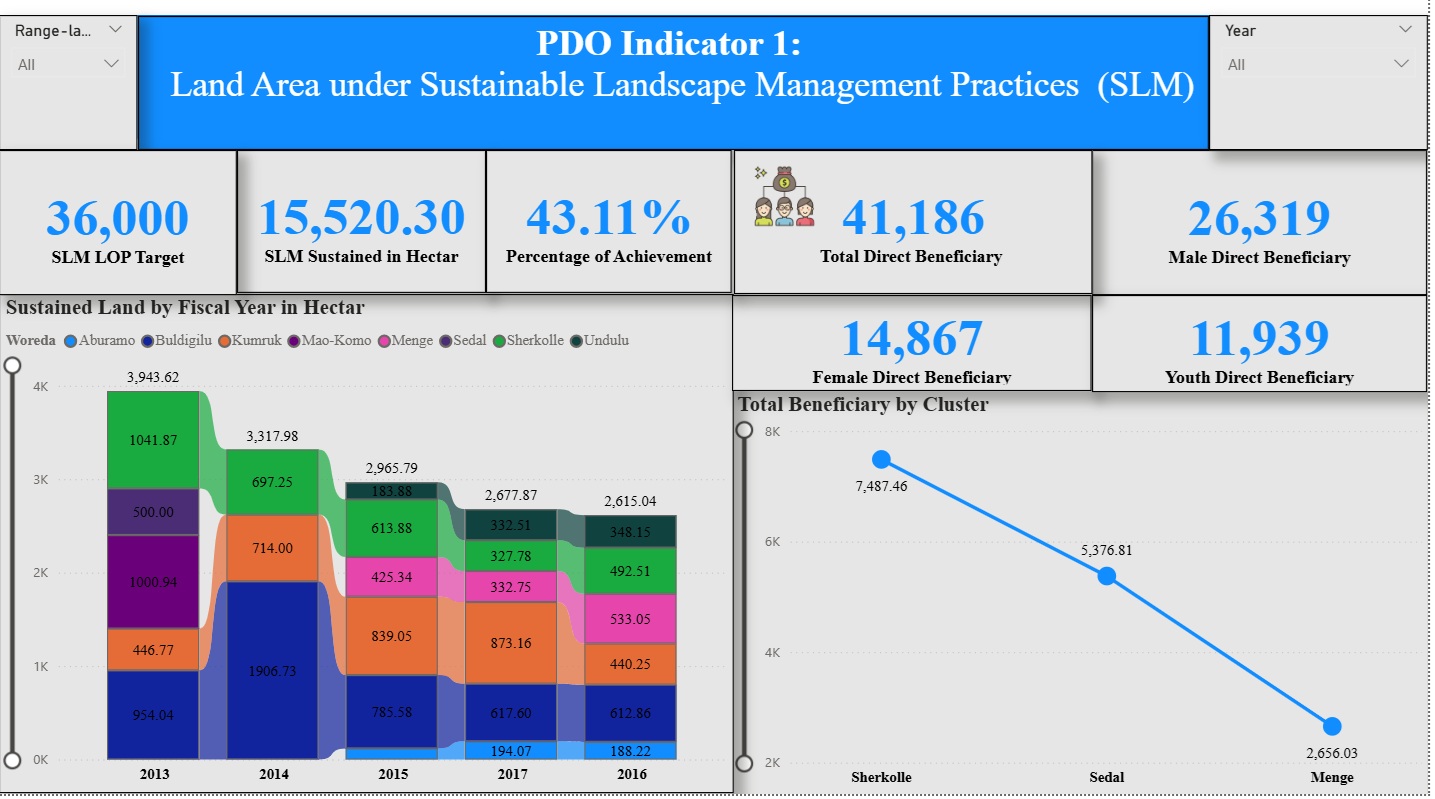 Range-la...
All
PDO Indicator 1:
Land Area under Sustainable Landscape Management Practices (SLM)
Year
All
36,000
SLM LOP Target
15,520.30
SLM Sustained in Hectar
43.11%
Percentage of Achievement
41,186
Total Direct Beneficiary
26,319
Male Direct Beneficiary
14,867
Female Direct Beneficiary
11,939
Youth Direct Beneficiary
Sustained Land by Fiscal Year in Hectar
Woreda Aburamo Buldigilu Kumruk Mao-Komo Menge Sedal Sherkolle Undulu
4K
3K
2K
1K
0K
3,943.62
1041.87
500.00
1000.94
446.77
954.04
2013
3,317.98
697.25
714.00
1906.73
2014
2,965.79
183.88
613.88
425.34
839.05
785.58
2015
2,677.87
332.51
327.78
332.75
873.16
617.60
194.07
2017
2,615.04
348.15
492.51
533.05
440.25
612.86
188.22
2016
Total Beneficiary by Cluster
8K
6K
4K
2K
7,487.46
5,376.81
2,656.03
Sherkolle
Sedal
Menge